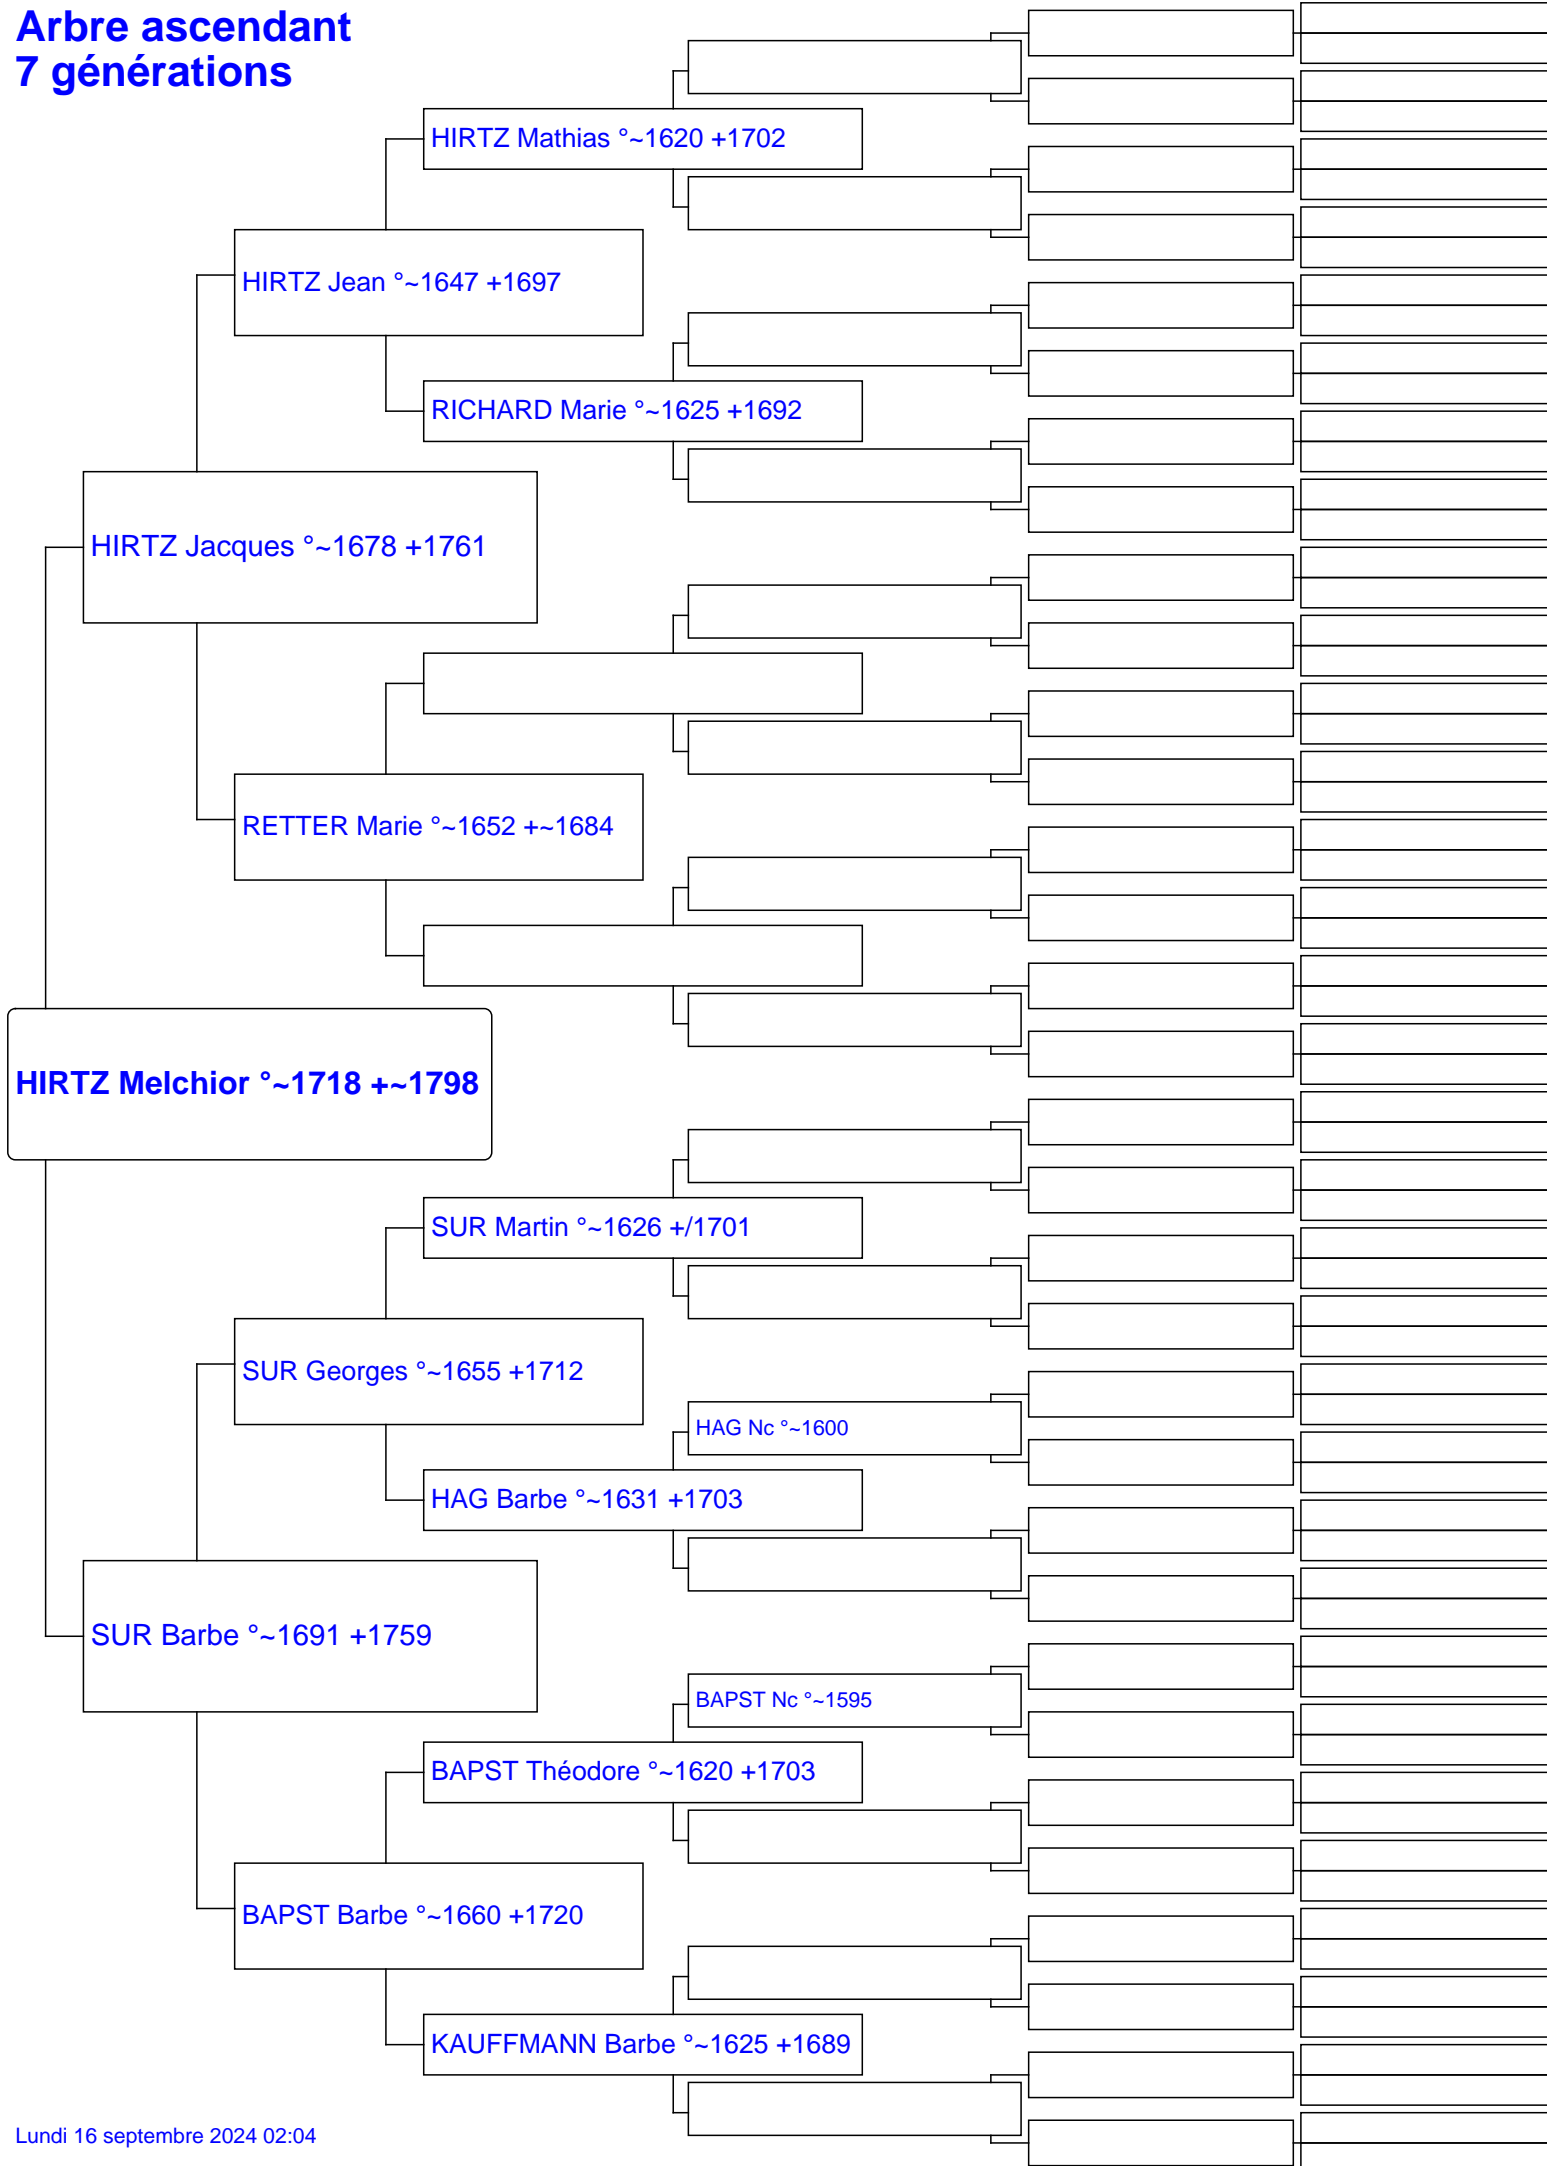 Arbre ascendant
7 générations
HIRTZ Mathias °~1620 +1702
HIRTZ Jean °~1647 +1697
RICHARD Marie °~1625 +1692
HIRTZ Jacques °~1678 +1761
RETTER Marie °~1652 +~1684
HIRTZ Melchior °~1718 +~1798
SUR Martin °~1626 +/1701
SUR Georges °~1655 +1712
HAG Nc °~1600
HAG Barbe °~1631 +1703
SUR Barbe °~1691 +1759
BAPST Nc °~1595
BAPST Théodore °~1620 +1703
BAPST Barbe °~1660 +1720
KAUFFMANN Barbe °~1625 +1689
Lundi 16 septembre 2024 02:04